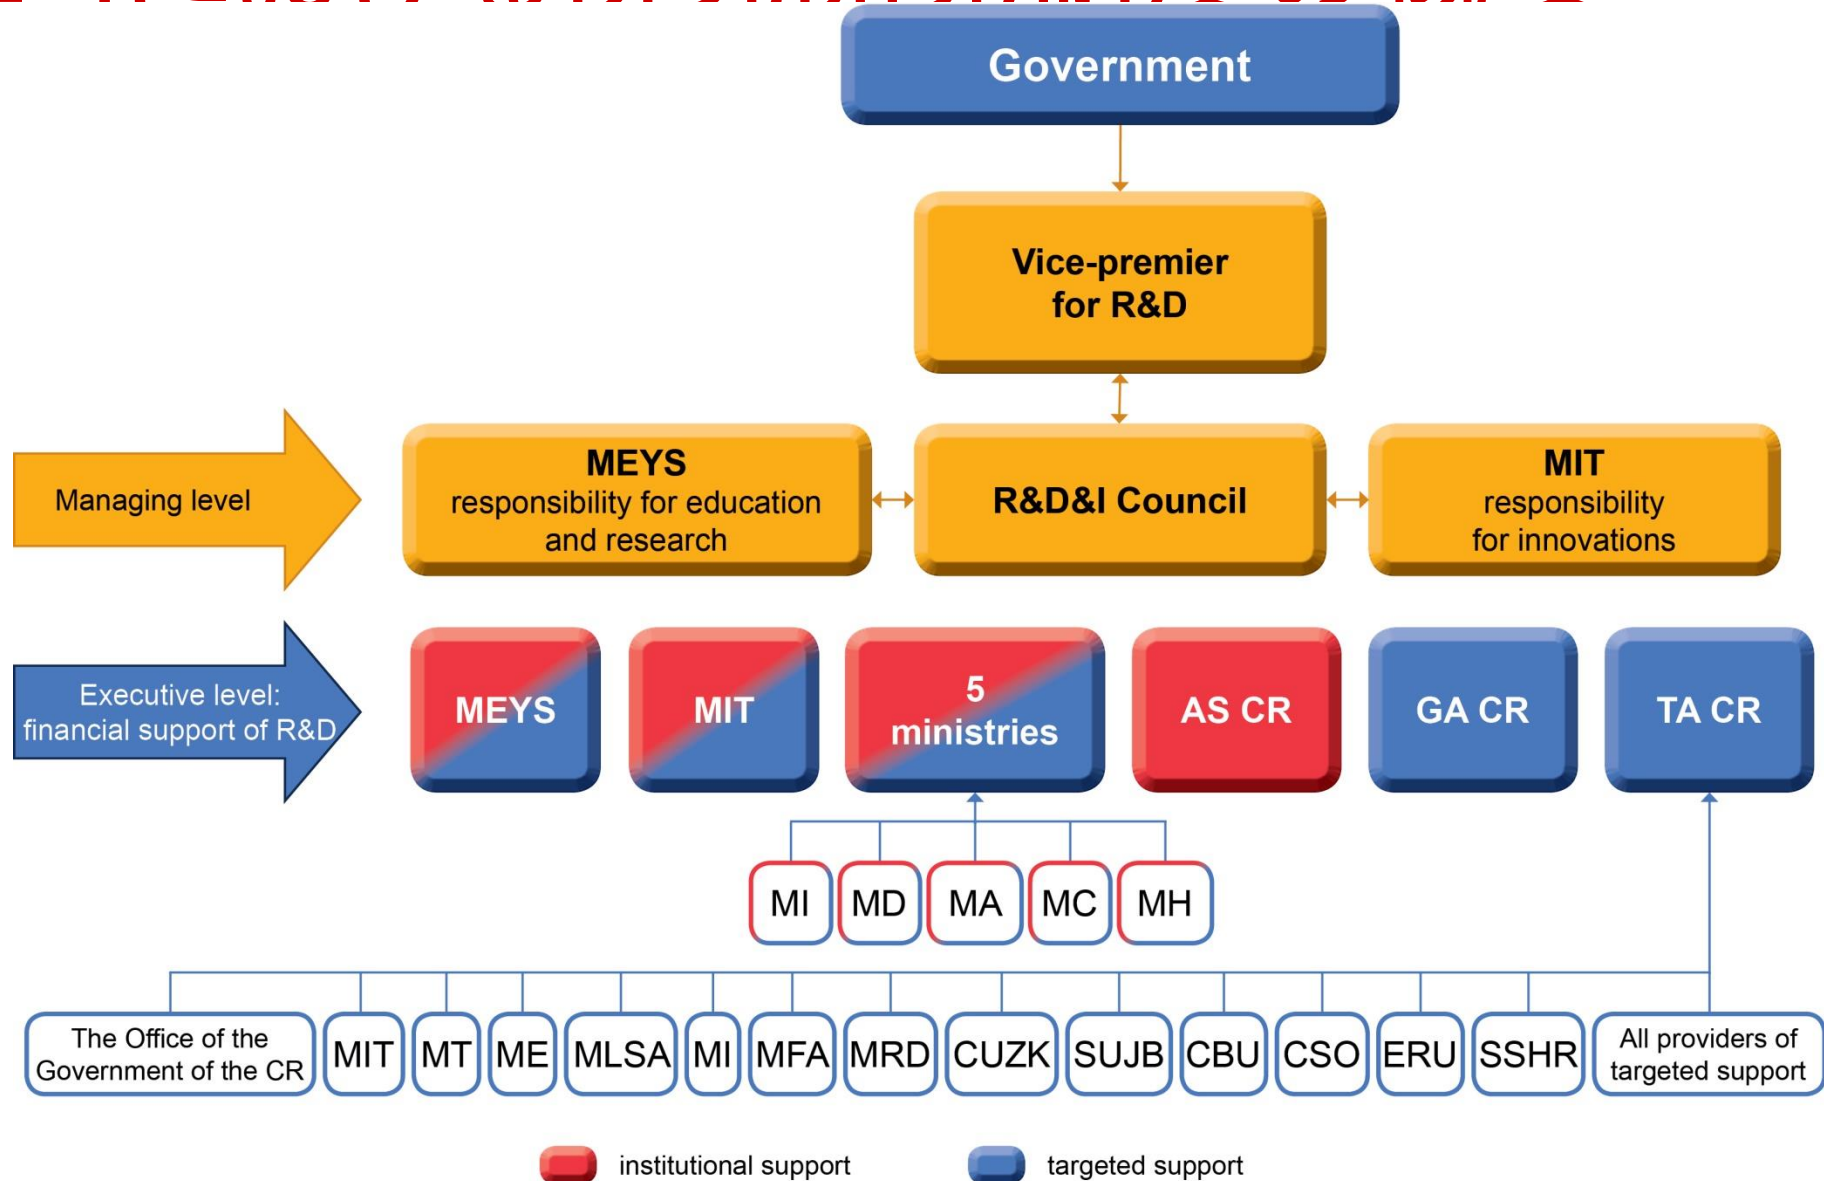 Government
Vice-premier
for R&D
Managing level
MEYS
responsibility for education
and research
R&D&I Council
MIT
responsibility
for innovations
Executive level:
financial support of R&D
MEYS
MIT
5
ministries
AS CR
GA CR
TA CR
MI
MD
MA
MC
MH
The Office of the
Government of the CR
MIT
MT
ME
MLSA
MI
MFA
MRD
CUZK
SUJB
CBU
CSO
ERU
SSHR
All providers of
targeted support
institutional support
targeted support